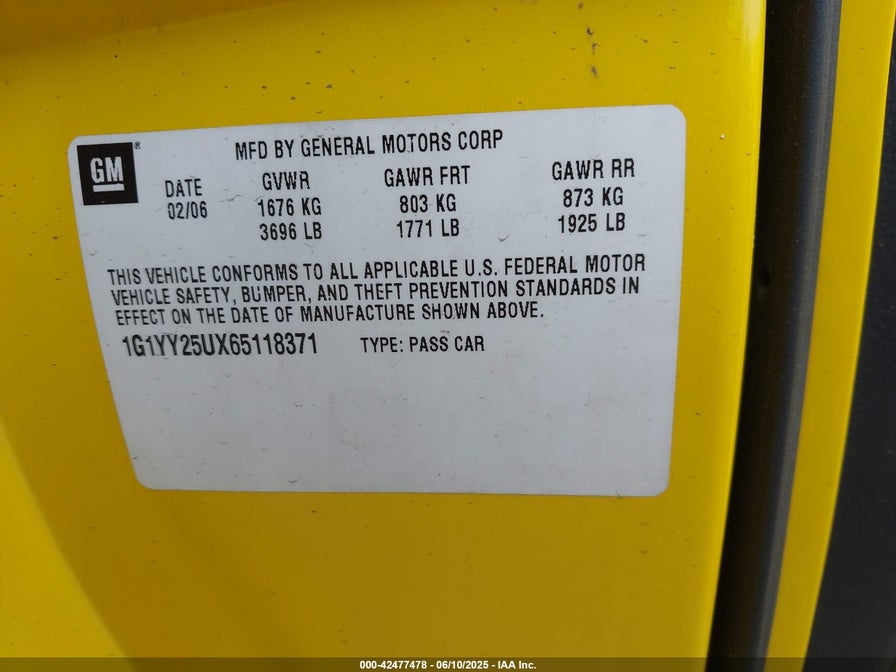 GM
MFD BY GENERAL MOTORS CORP
DATE GVWR GAWR FRT GAWR RR
02/06 1676 KG 803 KG 873 KG
3696 LB 1771 LB 1925 LB
THIS VEHICLE CONFORMS TO ALL APPLICABLE U.S. FEDERAL MOTOR
VEHICLE SAFETY, BUMPER, AND THEFT PREVENTION STANDARDS IN
EFFECT ON THE DATE OF MANUFACTURE SHOWN ABOVE.
1G1YY25UX65118371 TYPE: PASS CAR
000-42477478 - 06/10/2025 - IAA Inc.